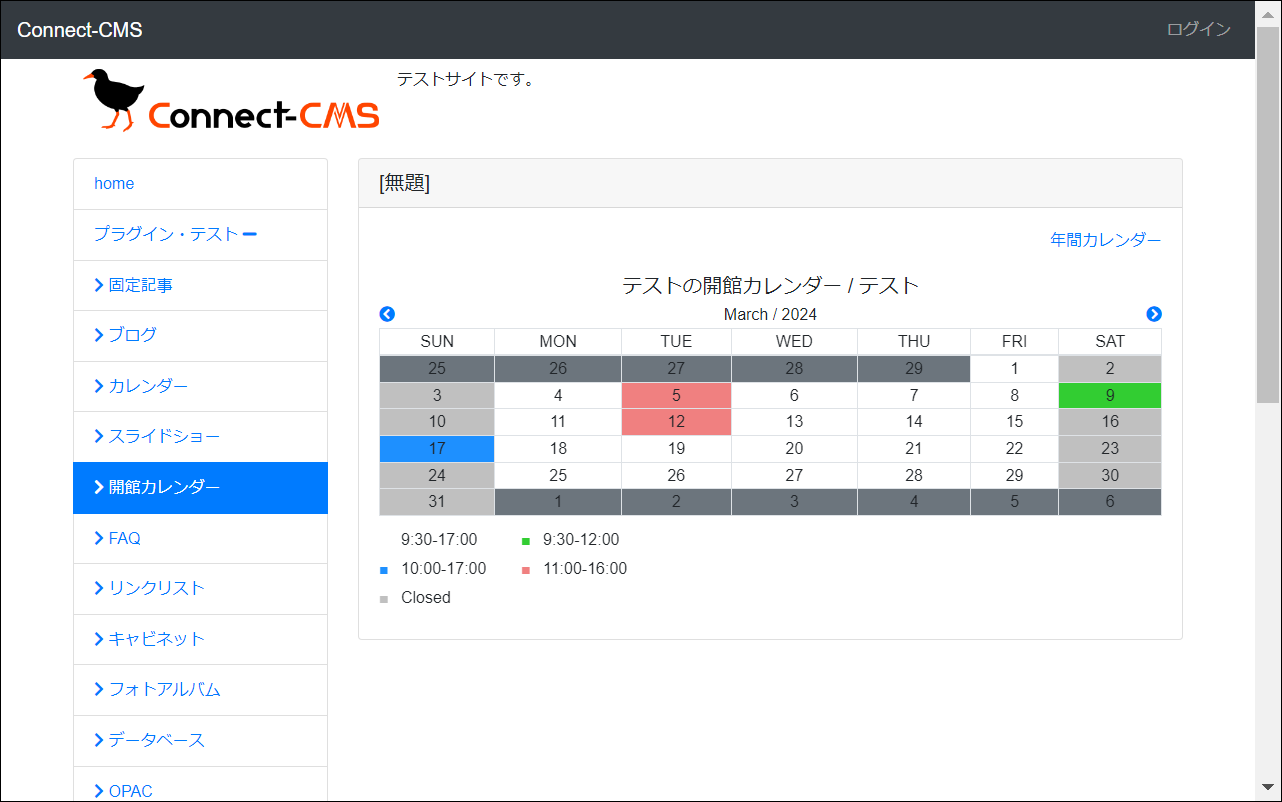 Connect-CMS
ログイン
Connect-CMS
テストサイトです。
home
プラグイン・テスト
固定記事
ブログ
カレンダー
スライドショー
開館カレンダー
FAQ
リンクリスト
キャビネット
フォトアルバム
データベース
OPAC
[無題]
年間カレンダー
テストの開館カレンダー / テスト
March / 2024
SUN MON TUE WED THU FRI SAT
25 26 27 28 29 1 2
3 4 5 6 7 8 9
10 11 12 13 14 15 16
17 18 19 20 21 22 23
24 25 26 27 28 29 30
31 1 2 3 4 5 6
9:30-17:00 9:30-12:00
10:00-17:00 11:00-16:00
Closed